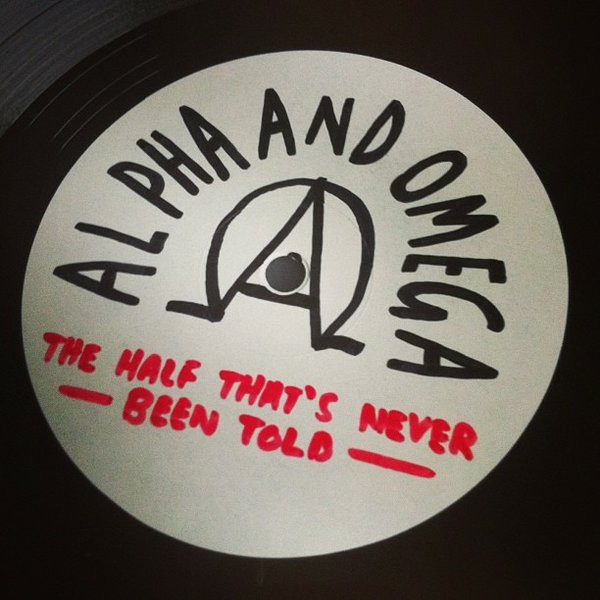 ALPHA AND OMEGA
THE HALF THAT'S NEVER
BEEN TOLD